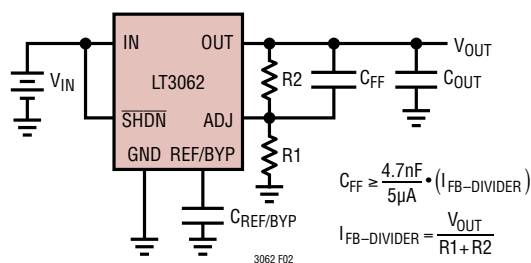 IN
OUT
V_OUT
V_IN
LT3062
R2
C_FF
C_OUT
S̅H̅D̅N̅
ADJ
GND
REF/BYP
R1
C_REF/BYP
C_FF ≥ 4.7nF/5µA • (I_FB–DIVIDER)
I_FB–DIVIDER = V_OUT/R1+R2
3062 F02